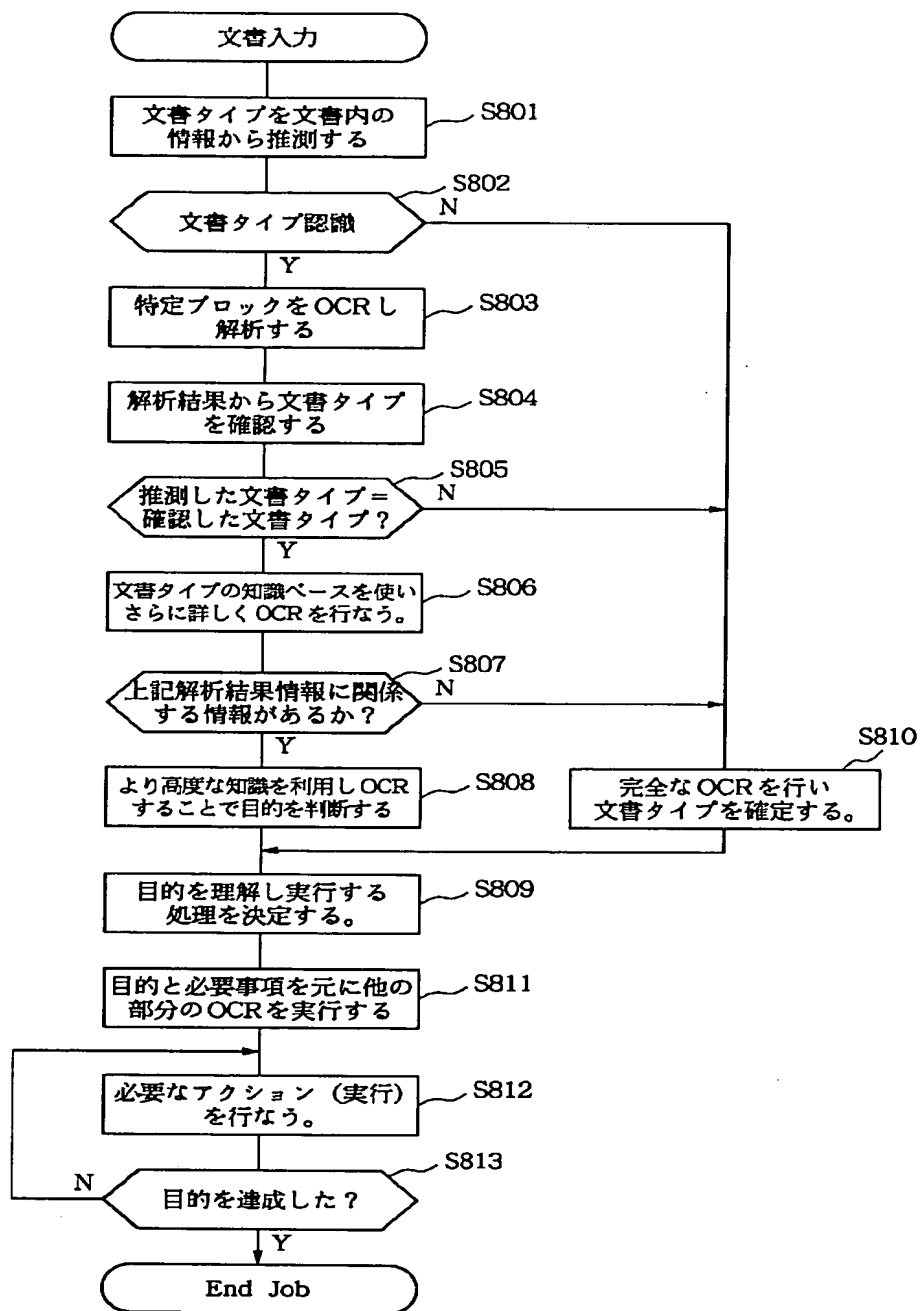 文書入力
文書タイプを文書内の
情報から推測する
S801
S802
文書タイプ認識
N
Y
特定ブロックをOCRし
解析する
S803
解析結果から文書タイプ
を確認する
S804
S805
推測した文書タイプ=
確認した文書タイプ?
N
Y
文書タイプの知識ベースを使い
さらに詳しくOCRを行なう。
S806
S807
上記解析結果情報に関係
する情報があるか?
N
Y
S810
より高度な知識を利用しOCR
することで目的を判断する
S808
完全なOCRを行い
文書タイプを確定する。
目的を理解し実行する
処理を決定する。
S809
目的と必要事項を元に他の
部分のOCRを実行する
S811
必要なアクション(実行)
を行なう。
S812
S813
N
目的を達成した?
Y
End Job